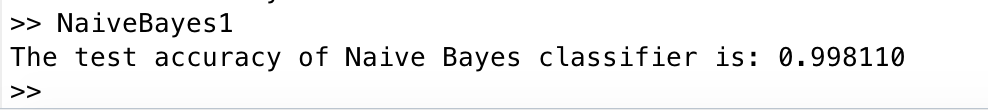 >> NaiveBayes1
The test accuracy of Naive Bayes classifier is: 0.998110
>>